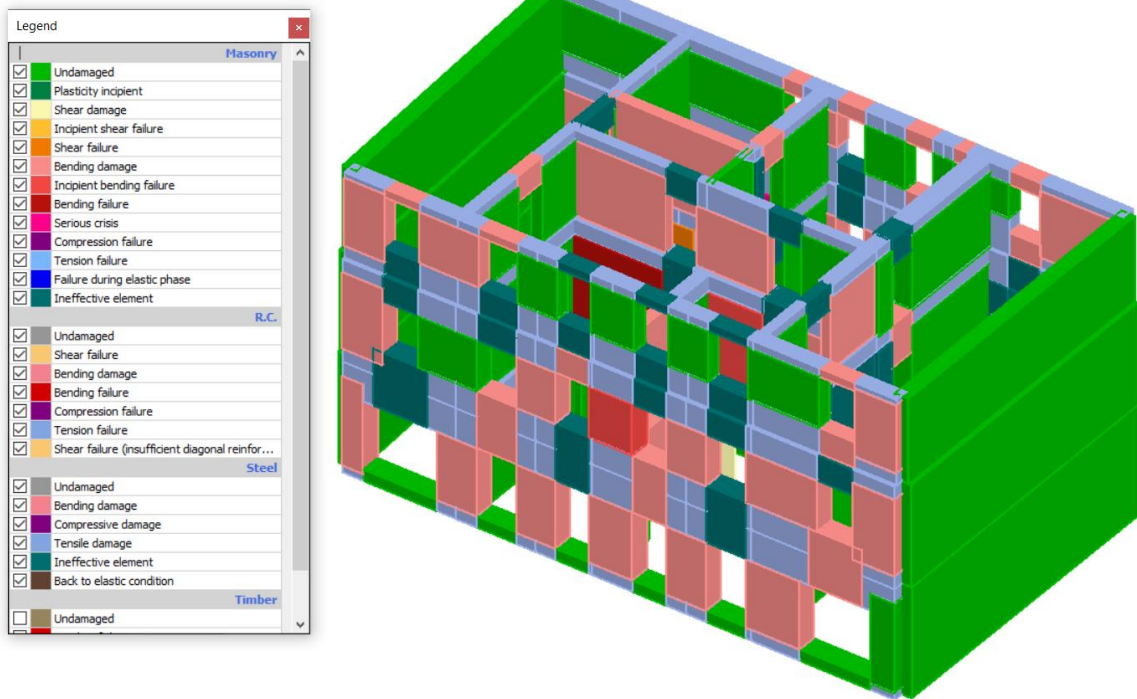 Legend
Masonry
Undamaged
Plasticity incipient
Shear damage
Incipient shear failure
Shear failure
Bending damage
Incipient bending failure
Bending failure
Serious crisis
Compression failure
Tension failure
Failure during elastic phase
Ineffective element
R.C.
Undamaged
Shear failure
Bending damage
Bending failure
Compression failure
Tension failure
Shear failure (insufficient diagonal reinfor...
Steel
Undamaged
Bending damage
Compressive damage
Tensile damage
Ineffective element
Back to elastic condition
Timber
Undamaged